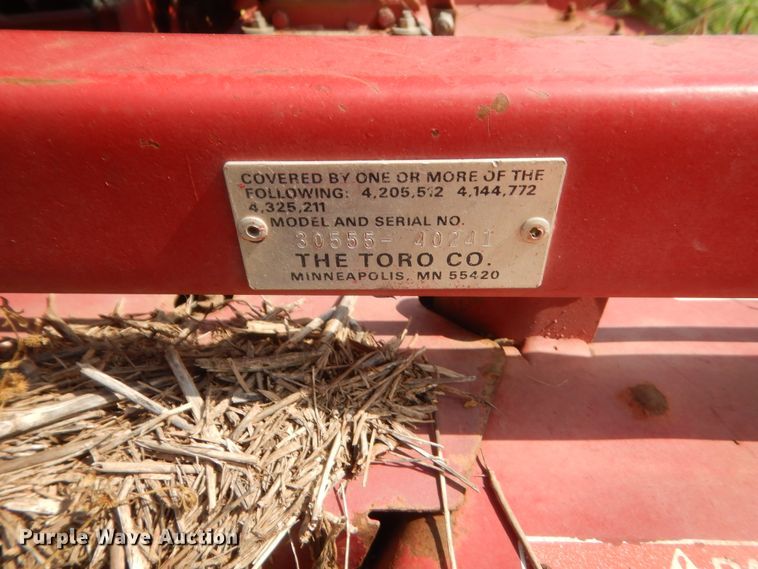 COVERED BY ONE OR MORE OF THE
FOLLOWING: 4,205,512 4,144,772
4,325,211
MODEL AND SERIAL NO.
30555- 40241
THE TORO CO.
MINNEAPOLIS, MN 55420
Purple Wave Auction